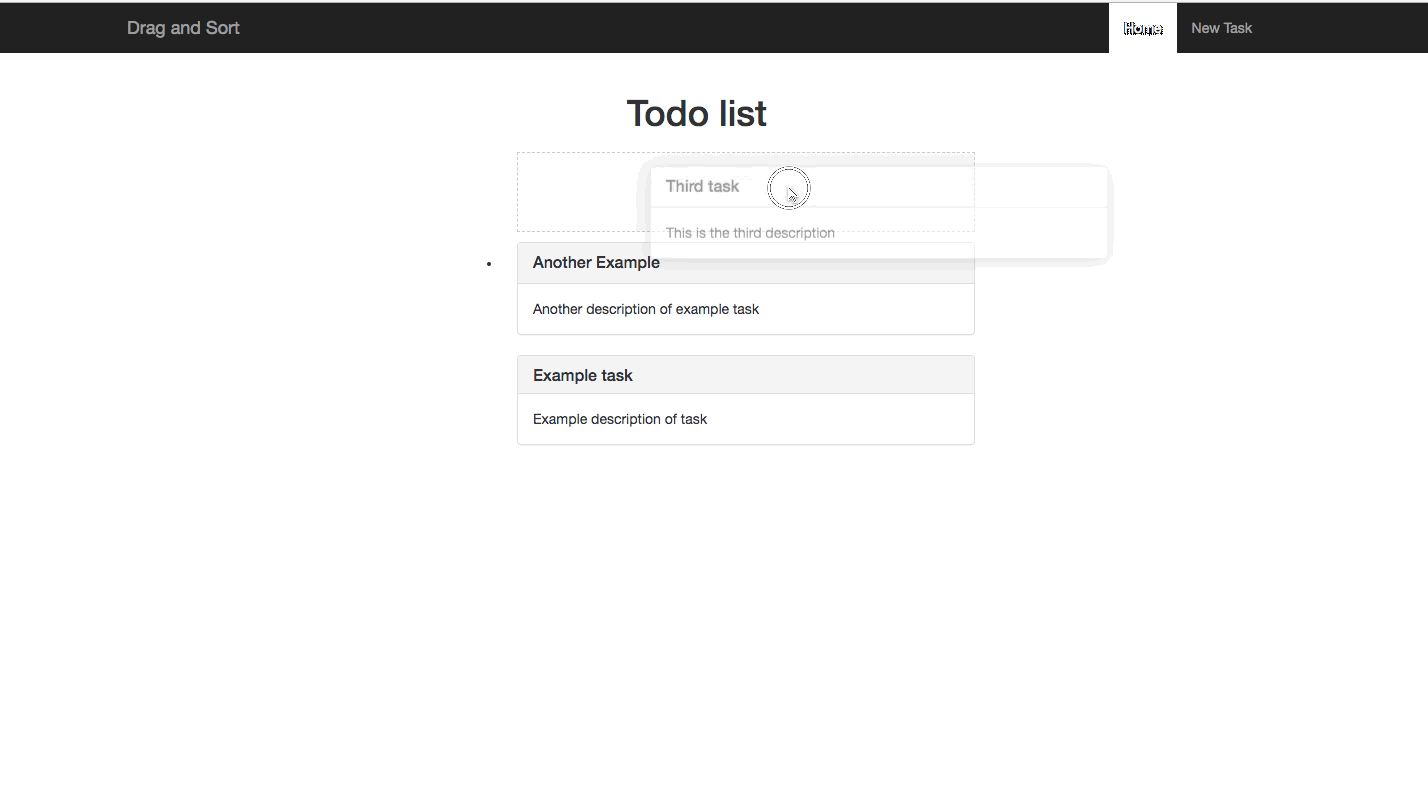 Drag and Sort
Home
New Task
Todo list
Third task
This is the third description
Another Example
Another description of example task
Example task
Example description of task